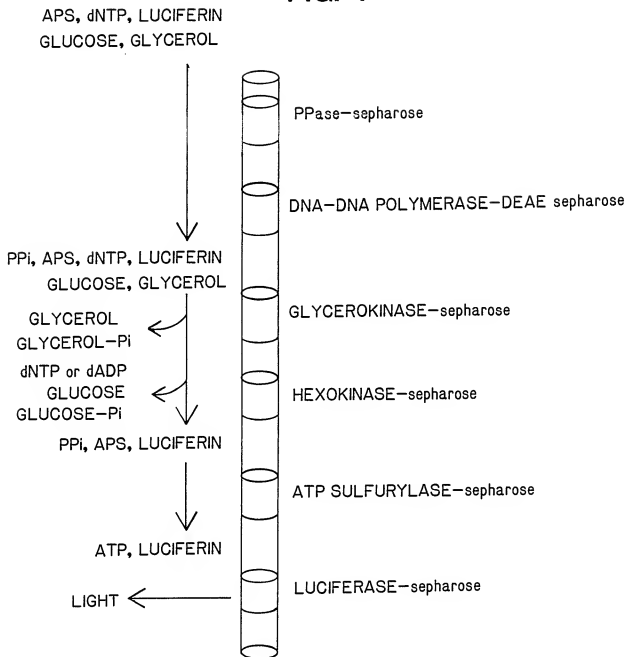 APS, dNTP, LUCIFERIN
GLUCOSE, GLYCEROL
PPase-sepharose
DNA-DNA POLYMERASE-DEAE sepharose
PPi, APS, dNTP, LUCIFERIN
GLUCOSE, GLYCEROL
GLYCEROKINASE-sepharose
GLYCEROL
GLYCEROL-Pi
dNTP or dADP
GLUCOSE
GLUCOSE-Pi
HEXOKINASE-sepharose
PPi, APS, LUCIFERIN
ATP SULFURYLASE-sepharose
ATP, LUCIFERIN
LUCIFERASE-sepharose
LIGHT